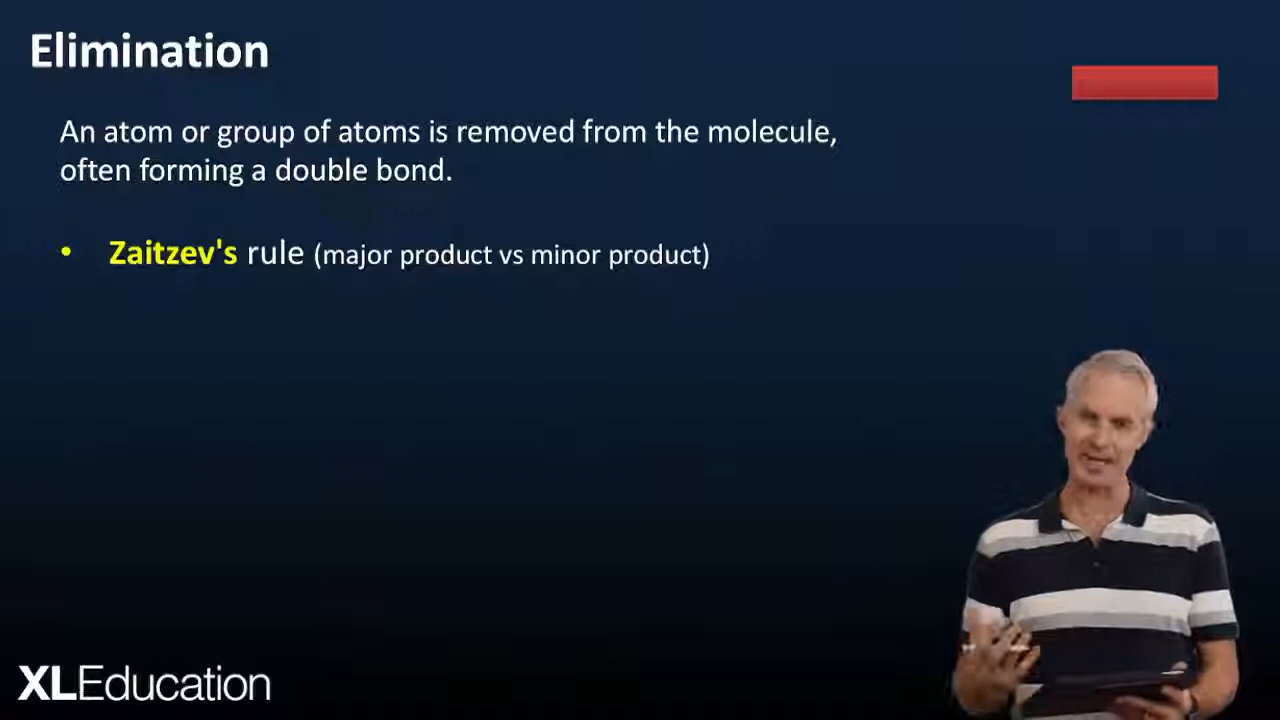 Elimination
An atom or group of atoms is removed from the molecule,
often forming a double bond.
• Zaitzev's rule (major product vs minor product)
XLEducation